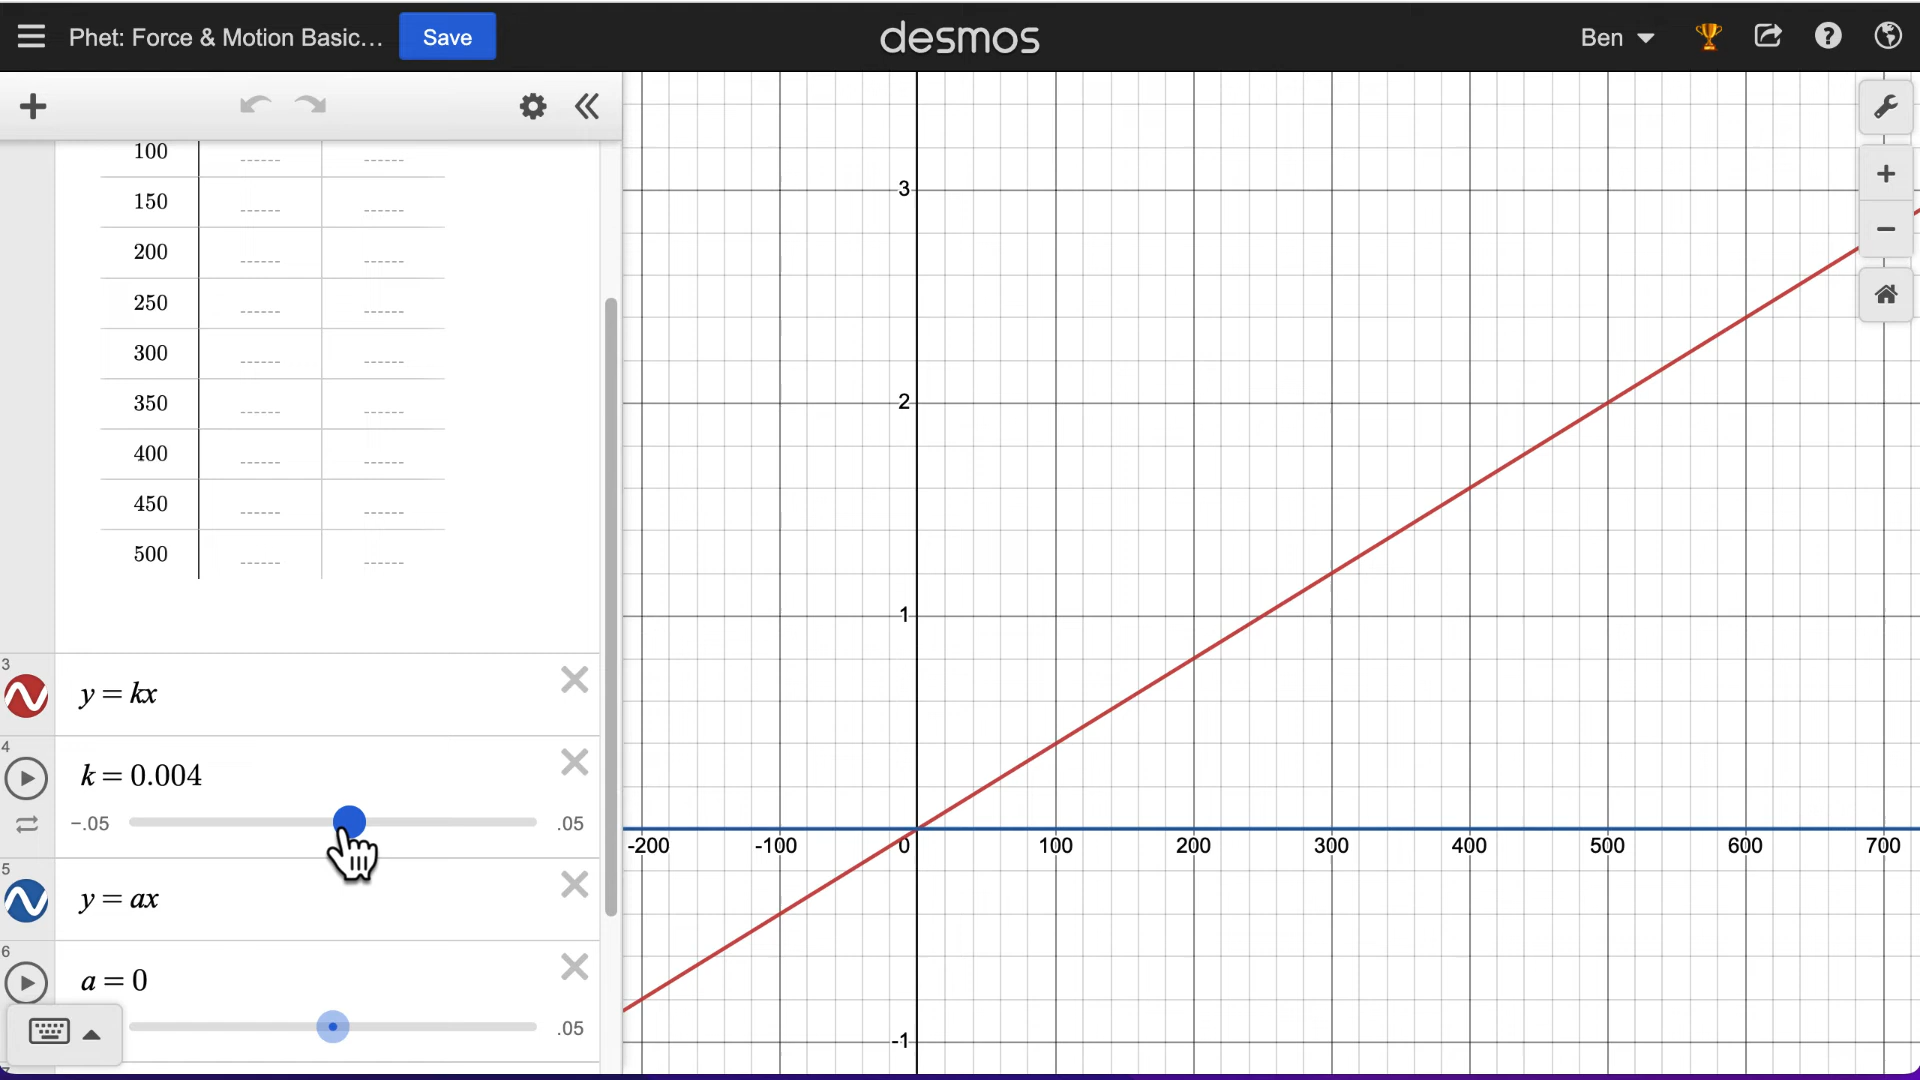 Phet: Force & Motion Basic...
Save
desmos
Ben
100
150
200
250
300
350
400
450
500
3
y = kx
4
k = 0.004
-.05
.05
5
y = ax
6
a = 0
.05
3
2
1
-200 -100 0 100 200 300 400 500 600 700
-1